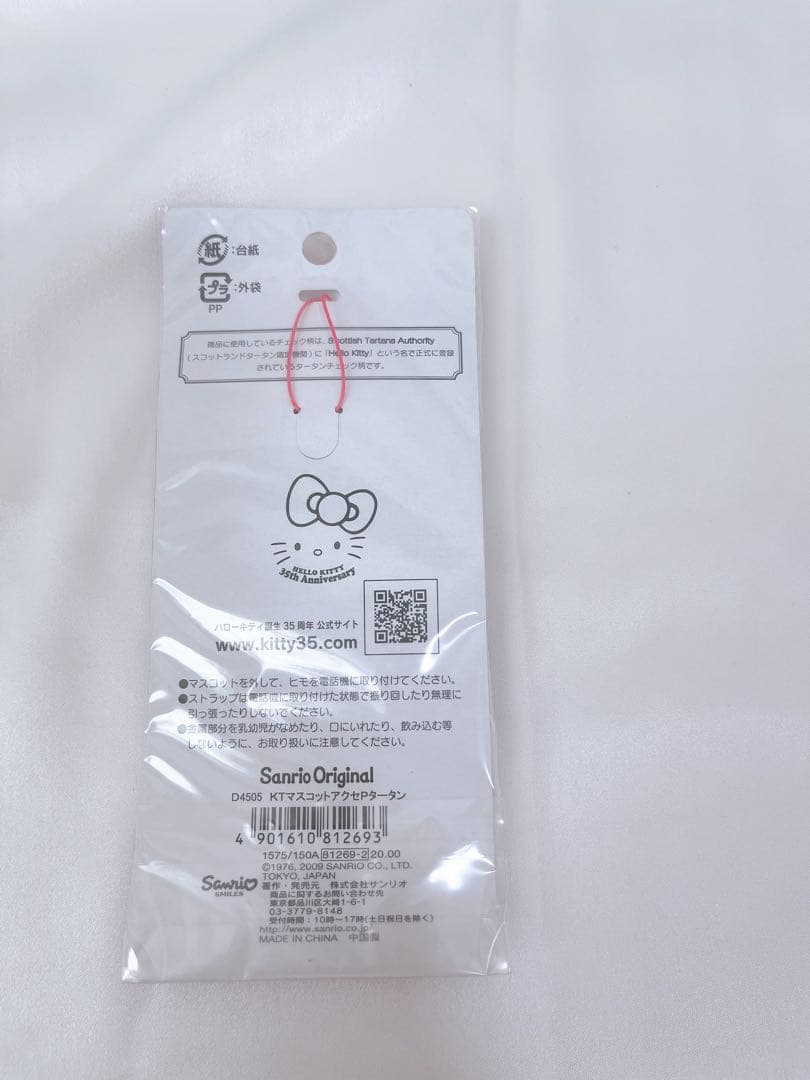 紙:台紙
プラ:外袋
PP
商品に使用しているチェック柄は、Scottish Tartans Authority
(スコットランドタータン認定機関)に「Hello Kitty」という名で正式に登録
されているタータンチェック柄です。
HELLO KITTY
35th Anniversary
ハローキティ誕生35周年 公式サイト
www.kitty35.com
●マスコットを外して、ヒモを電話機に取り付けてください。
●ストラップは電話機に取り付けた状態で振り回したり無理に
引っ張ったりしないでください。
●金属部分を乳幼児がなめたり、口にいれたり、飲み込む等
しないように、お取り扱いに注意してください。
Sanrio Original
D4505 KTマスコットアクセPタータン
4 901610 812693
1575/150A 81269-2 20.00
©1976, 2009 SANRIO CO., LTD.
TOKYO, JAPAN
Sanrio
SMILES
著作・発売元 株式会社サンリオ
商品に関するお問い合わせ先
東京都品川区大崎1-6-1
03-3779-8148
受付時間:10時~17時(土日祝日を除く)
http://www.sanrio.co.jp
MADE IN CHINA 中国製